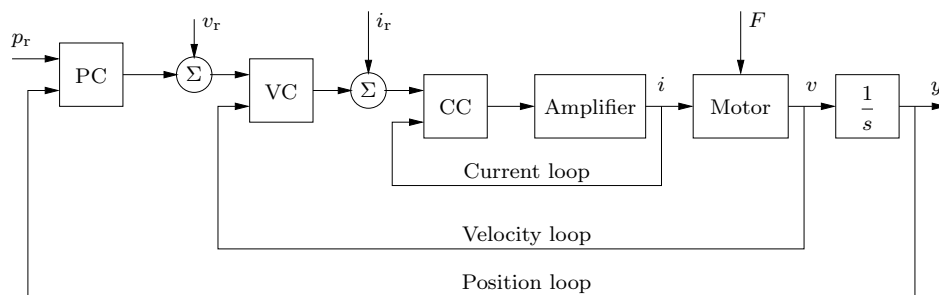 v_r
i_r
F
p_r
PC
Σ
VC
Σ
CC
Amplifier
i
Motor
v
1/s
y
Current loop
Velocity loop
Position loop